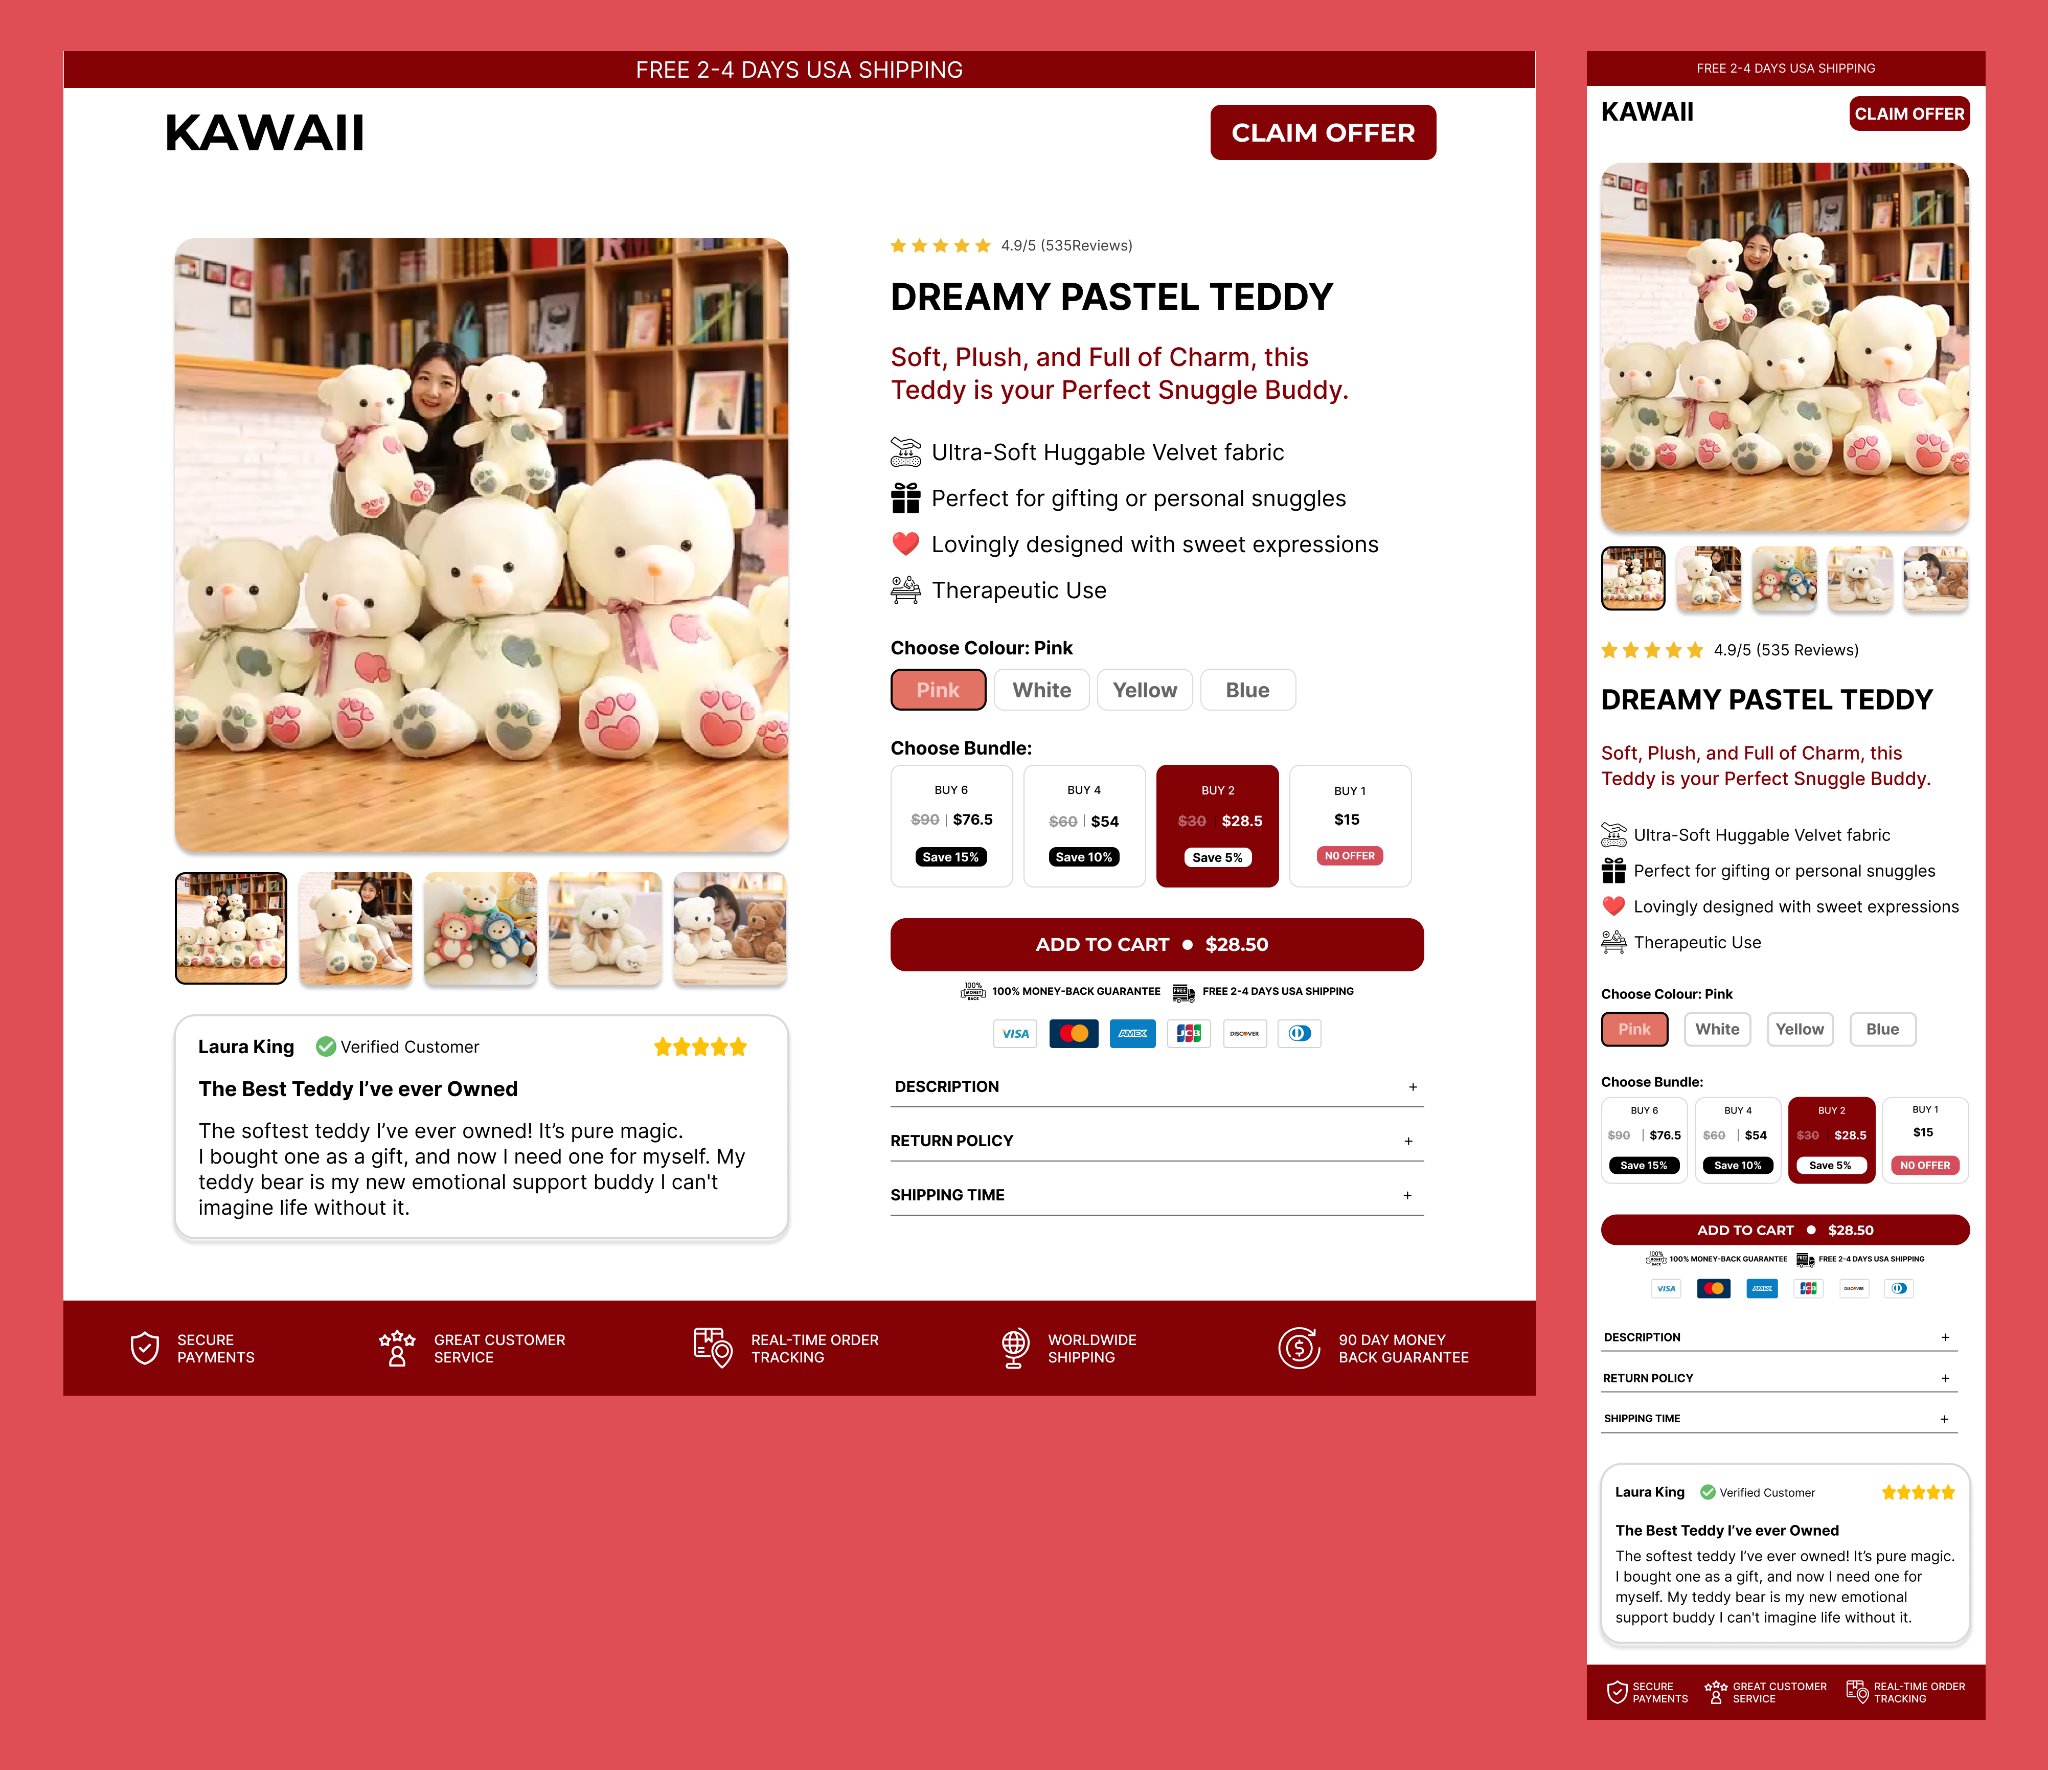 FREE 2-4 DAYS USA SHIPPING
KAWAII
CLAIM OFFER
4.9/5 (535Reviews)
DREAMY PASTEL TEDDY
Soft, Plush, and Full of Charm, this
Teddy is your Perfect Snuggle Buddy.
Ultra-Soft Huggable Velvet fabric
Perfect for gifting or personal snuggles
Lovingly designed with sweet expressions
Therapeutic Use
Choose Colour: Pink
Pink White Yellow Blue
Choose Bundle:
BUY 6
$90 | $76.5
Save 15%
BUY 4
$60 | $54
Save 10%
BUY 2
$30 | $28.5
Save 5%
BUY 1
$15
N0 OFFER
ADD TO CART ● $28.50
100% MONEY BACK
100% MONEY-BACK GUARANTEE
FREE
FREE 2-4 DAYS USA SHIPPING
VISA AMEX JCB DISCOVER
DESCRIPTION +
RETURN POLICY +
SHIPPING TIME +
Laura King Verified Customer
The Best Teddy I’ve ever Owned
The softest teddy I’ve ever owned! It’s pure magic.
I bought one as a gift, and now I need one for myself. My
teddy bear is my new emotional support buddy I can't
imagine life without it.
SECURE
PAYMENTS
GREAT CUSTOMER
SERVICE
REAL-TIME ORDER
TRACKING
WORLDWIDE
SHIPPING
90 DAY MONEY
BACK GUARANTEE
FREE 2-4 DAYS USA SHIPPING
KAWAII
CLAIM OFFER
4.9/5 (535 Reviews)
DREAMY PASTEL TEDDY
Soft, Plush, and Full of Charm, this
Teddy is your Perfect Snuggle Buddy.
Ultra-Soft Huggable Velvet fabric
Perfect for gifting or personal snuggles
Lovingly designed with sweet expressions
Therapeutic Use
Choose Colour: Pink
Pink White Yellow Blue
Choose Bundle:
BUY 6
$90 | $76.5
Save 15%
BUY 4
$60 | $54
Save 10%
BUY 2
$30 | $28.5
Save 5%
BUY 1
$15
N0 OFFER
ADD TO CART ● $28.50
100% MONEY BACK
100% MONEY-BACK GUARANTEE
FREE
FREE 2-4 DAYS USA SHIPPING
VISA AMEX JCB DISCOVER
DESCRIPTION +
RETURN POLICY +
SHIPPING TIME +
Laura King Verified Customer
The Best Teddy I’ve ever Owned
The softest teddy I’ve ever owned! It’s pure magic.
I bought one as a gift, and now I need one for
myself. My teddy bear is my new emotional
support buddy I can't imagine life without it.
SECURE
PAYMENTS
GREAT CUSTOMER
SERVICE
REAL-TIME ORDER
TRACKING